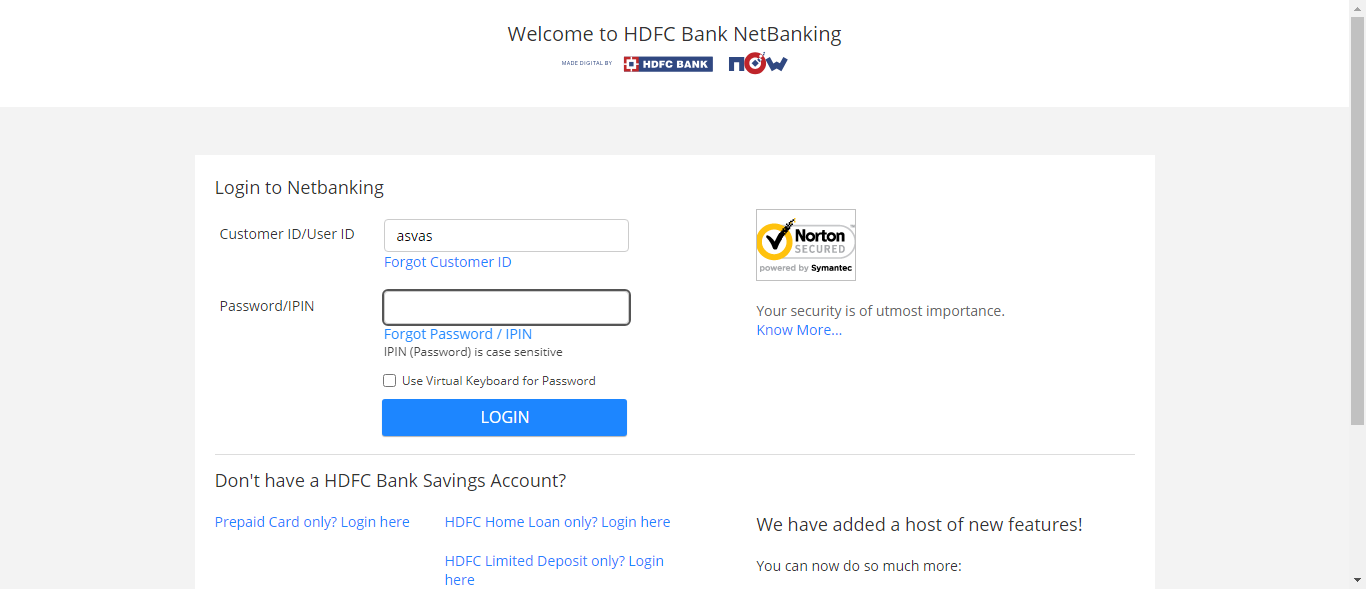 Welcome to HDFC Bank NetBanking
MADE DIGITAL BY HDFC BANK now
Login to Netbanking
Customer ID/User ID
asvas
Forgot Customer ID
Password/IPIN
Forgot Password / IPIN
IPIN (Password) is case sensitive
Use Virtual Keyboard for Password
LOGIN
Norton
SECURED
powered by Symantec
Your security is of utmost importance.
Know More...
Don't have a HDFC Bank Savings Account?
Prepaid Card only? Login here
HDFC Home Loan only? Login here
HDFC Limited Deposit only? Login
here
We have added a host of new features!
You can now do so much more: